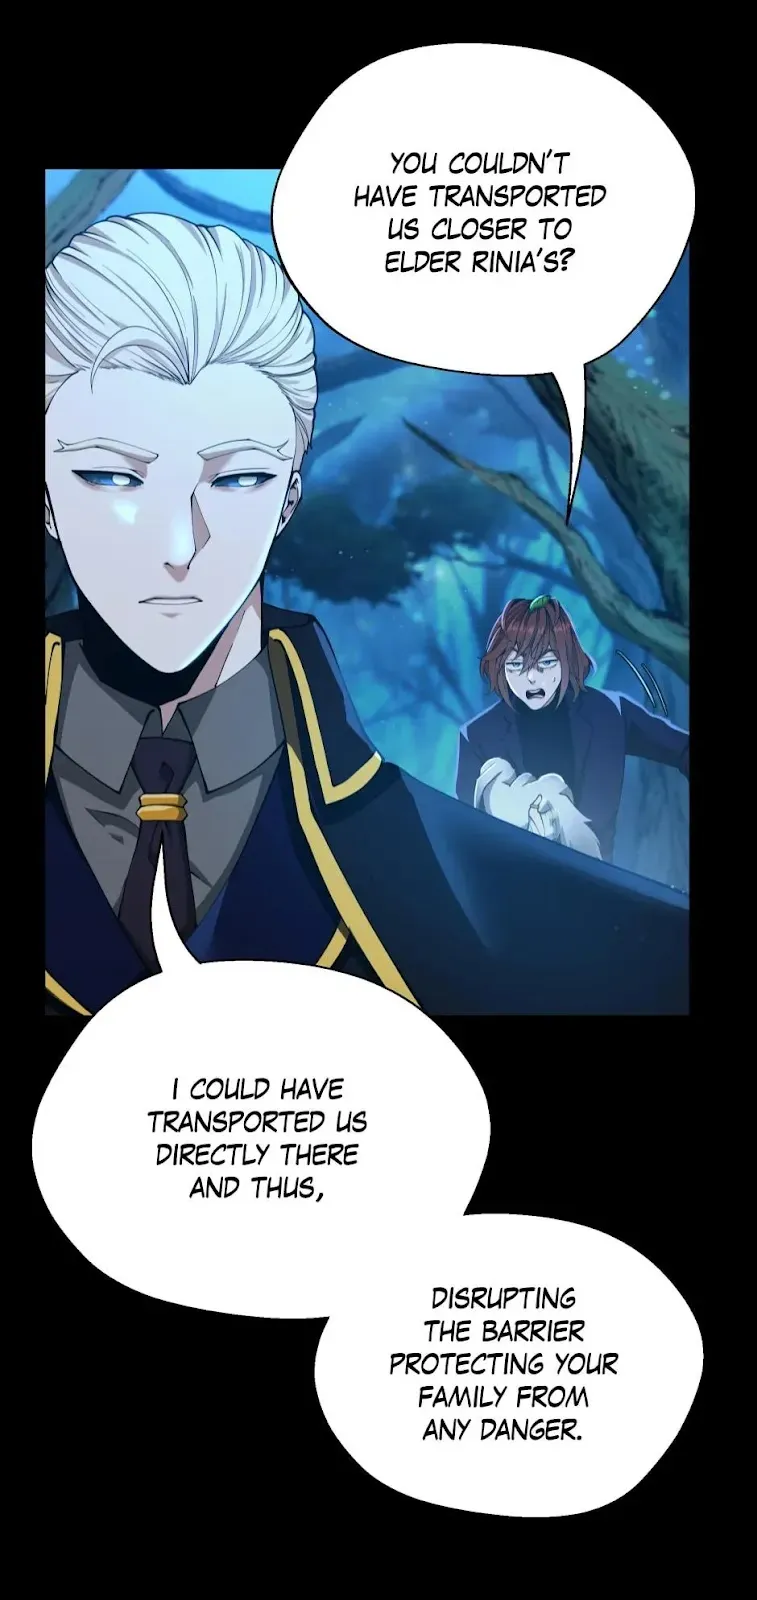 YOU COULDN'T
HAVE TRANSPORTED
US CLOSER TO
ELDER RINIA'S?
I COULD HAVE
TRANSPORTED US
DIRECTLY THERE
AND THUS,
DISRUPTING
THE BARRIER
PROTECTING YOUR
FAMILY FROM
ANY DANGER.